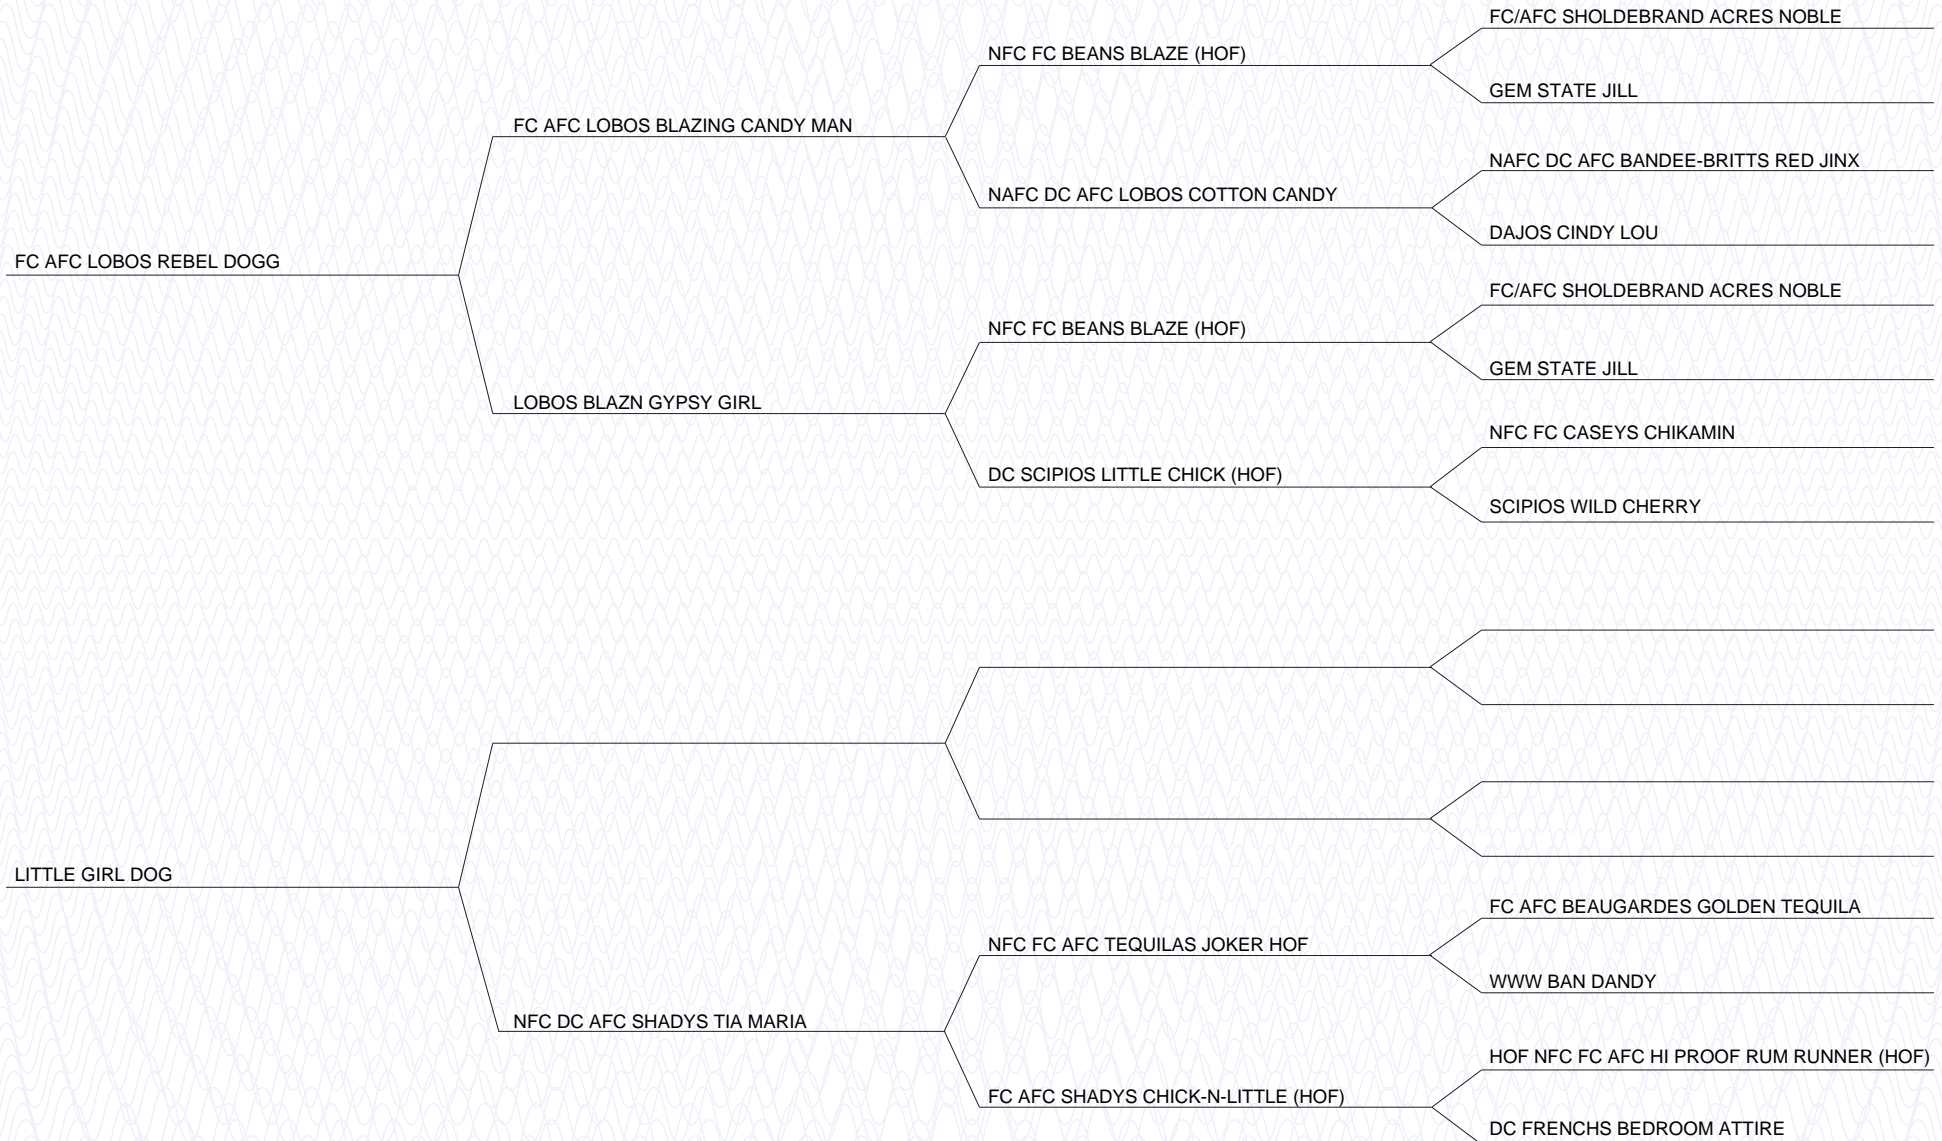 FC/AFC SHOLDEBRAND ACRES NOBLE
NFC FC BEANS BLAZE (HOF)
GEM STATE JILL
FC AFC LOBOS BLAZING CANDY MAN
NAFC DC AFC BANDEE-BRITTS RED JINX
NAFC DC AFC LOBOS COTTON CANDY
DAJOS CINDY LOU
FC AFC LOBOS REBEL DOGG
FC/AFC SHOLDEBRAND ACRES NOBLE
NFC FC BEANS BLAZE (HOF)
GEM STATE JILL
LOBOS BLAZN GYPSY GIRL
NFC FC CASEYS CHIKAMIN
DC SCIPIOS LITTLE CHICK (HOF)
SCIPIOS WILD CHERRY
LITTLE GIRL DOG
FC AFC BEAUGARDES GOLDEN TEQUILA
NFC FC AFC TEQUILAS JOKER HOF
WWW BAN DANDY
NFC DC AFC SHADYS TIA MARIA
HOF NFC FC AFC HI PROOF RUM RUNNER (HOF)
FC AFC SHADYS CHICK-N-LITTLE (HOF)
DC FRENCHS BEDROOM ATTIRE